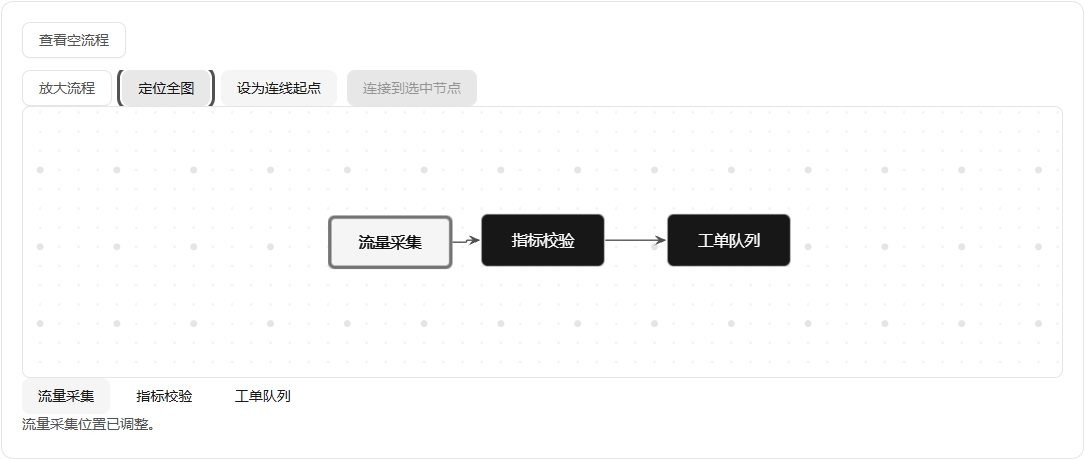 查看空流程
放大流程 定位全图 设为连线起点 连接到选中节点
流量采集 指标校验 工单队列
流量采集 指标校验 工单队列
流量采集位置已调整。